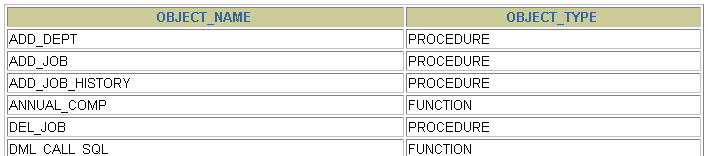 OBJECT_NAME OBJECT_TYPE
ADD_DEPT PROCEDURE
ADD_JOB PROCEDURE
ADD_JOB_HISTORY PROCEDURE
ANNUAL_COMP FUNCTION
DEL_JOB PROCEDURE
DML_CALL_SQL FUNCTION